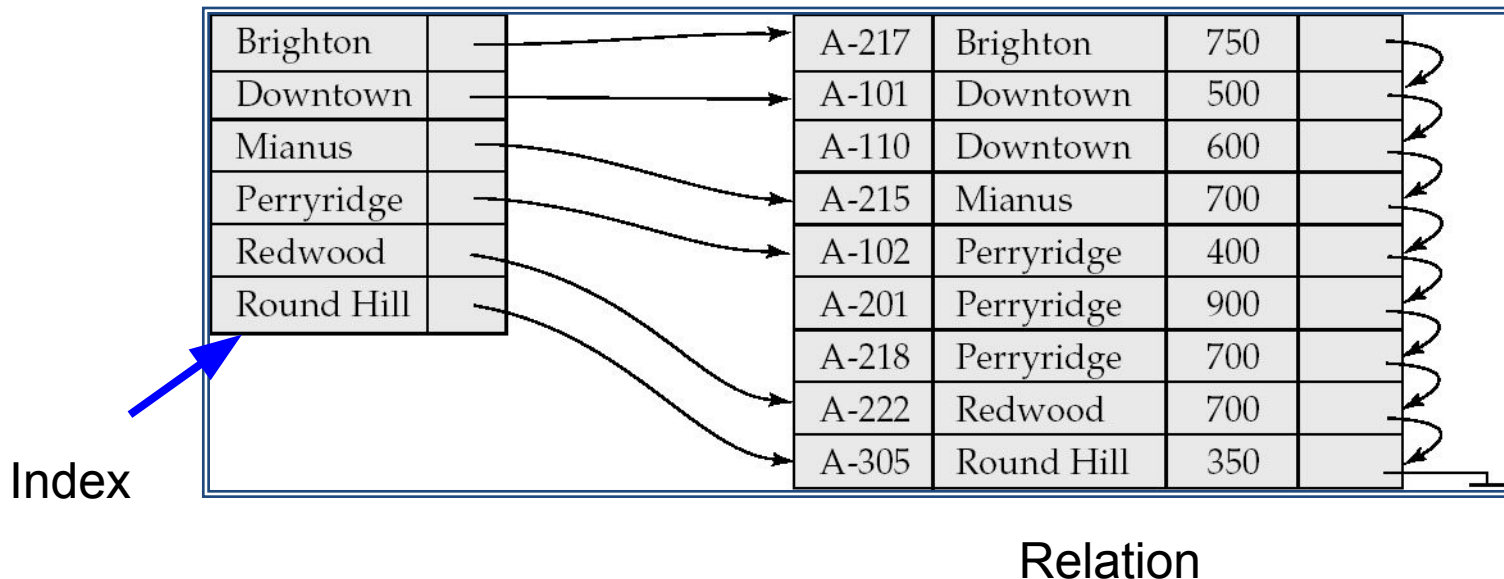 Brighton
Downtown
Mianus
Perryridge
Redwood
Round Hill
A-217 Brighton 750
A-101 Downtown 500
A-110 Downtown 600
A-215 Mianus 700
A-102 Perryridge 400
A-201 Perryridge 900
A-218 Perryridge 700
A-222 Redwood 700
A-305 Round Hill 350
Index
Relation